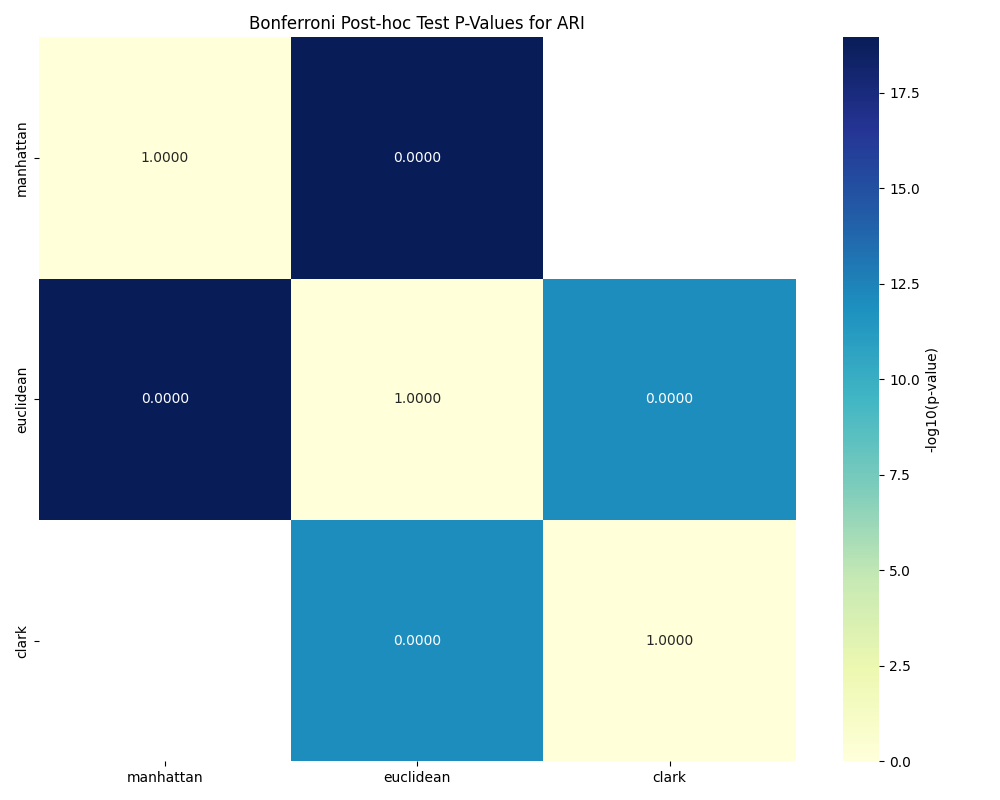 Bonferroni Post-hoc Test P-Values for ARI
manhattan
1.0000
0.0000
euclidean
0.0000
1.0000
0.0000
clark
0.0000
1.0000
manhattan
euclidean
clark
17.5
15.0
12.5
10.0
7.5
5.0
2.5
0.0
-log10(p-value)